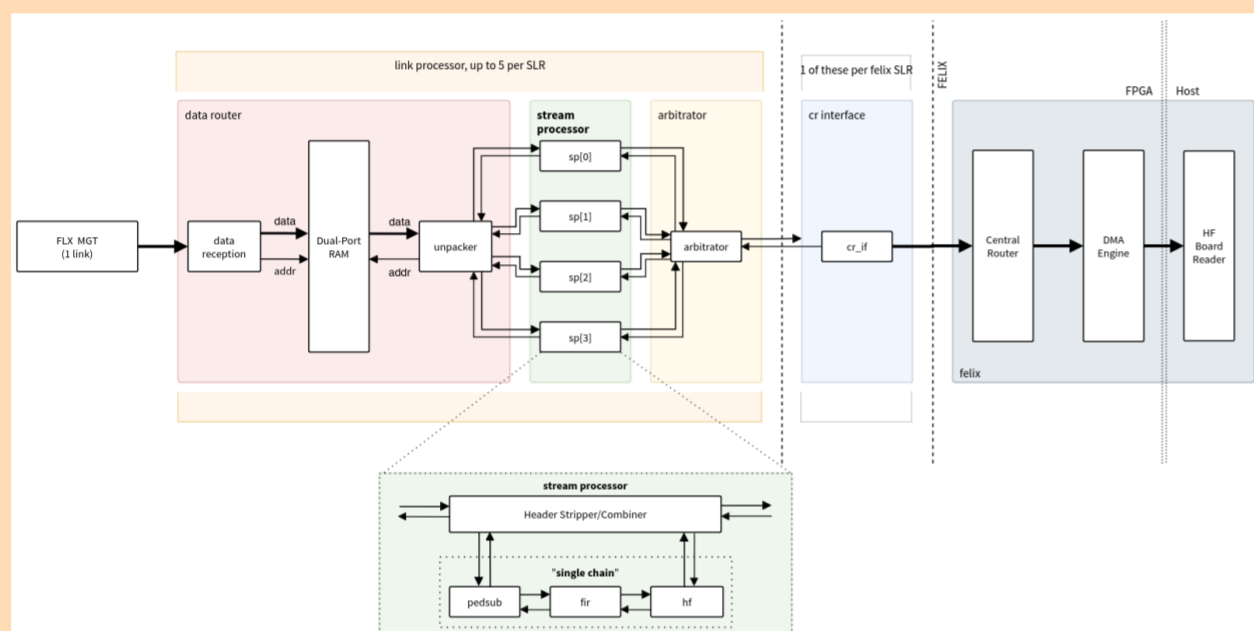 link processor, up to 5 per SLR
1 of these per felix SLR
FELIX
FPGA
Host
data router
stream
processor
arbitrator
cr interface
sp[0]
sp[1]
sp[2]
sp[3]
FLX MGT
(1 link)
data
reception
data
addr
Dual-Port
RAM
data
addr
unpacker
arbitrator
cr_if
Central
Router
DMA
Engine
HF
Board
Reader
felix
stream processor
Header Stripper/Combiner
"single chain"
pedsub
fir
hf